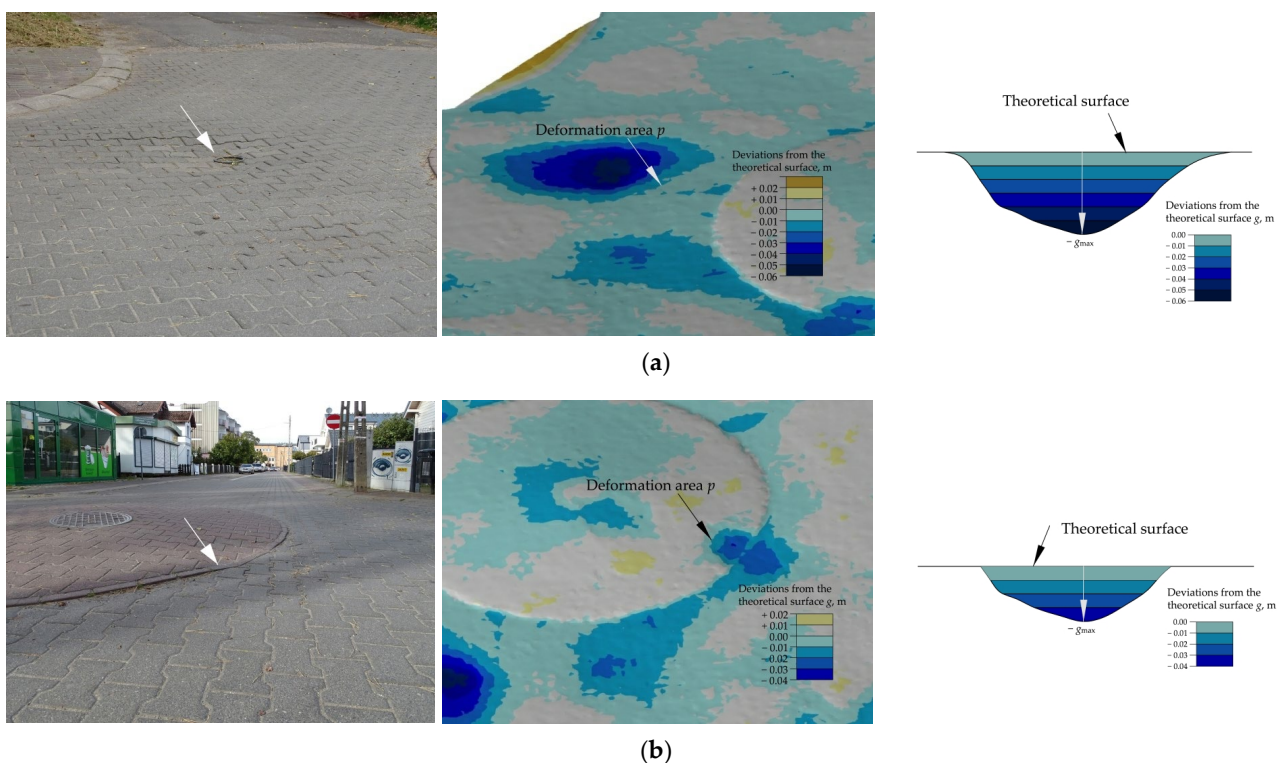 Deformation area p
Deviations from the
theoretical surface, m
+ 0.02
+ 0.01
0.00
− 0.01
− 0.02
− 0.03
− 0.04
− 0.05
− 0.06
Theoretical surface
− gmax
Deviations from the
theoretical surface g, m
0.00
− 0.01
− 0.02
− 0.03
− 0.04
− 0.05
− 0.06
(a)
Deformation area p
Deviations from the
theoretical surface g, m
+ 0.02
+ 0.01
0.00
− 0.01
− 0.02
− 0.03
− 0.04
Theoretical surface
− gmax
Deviations from the
theoretical surface g, m
0.00
− 0.01
− 0.02
− 0.03
− 0.04
(b)